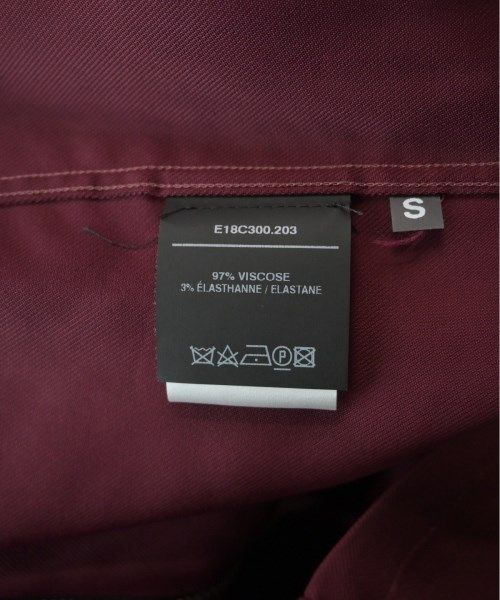 E18C300.203
S
97% VISCOSE
3% ÉLASTHANNE / ELASTANE
P